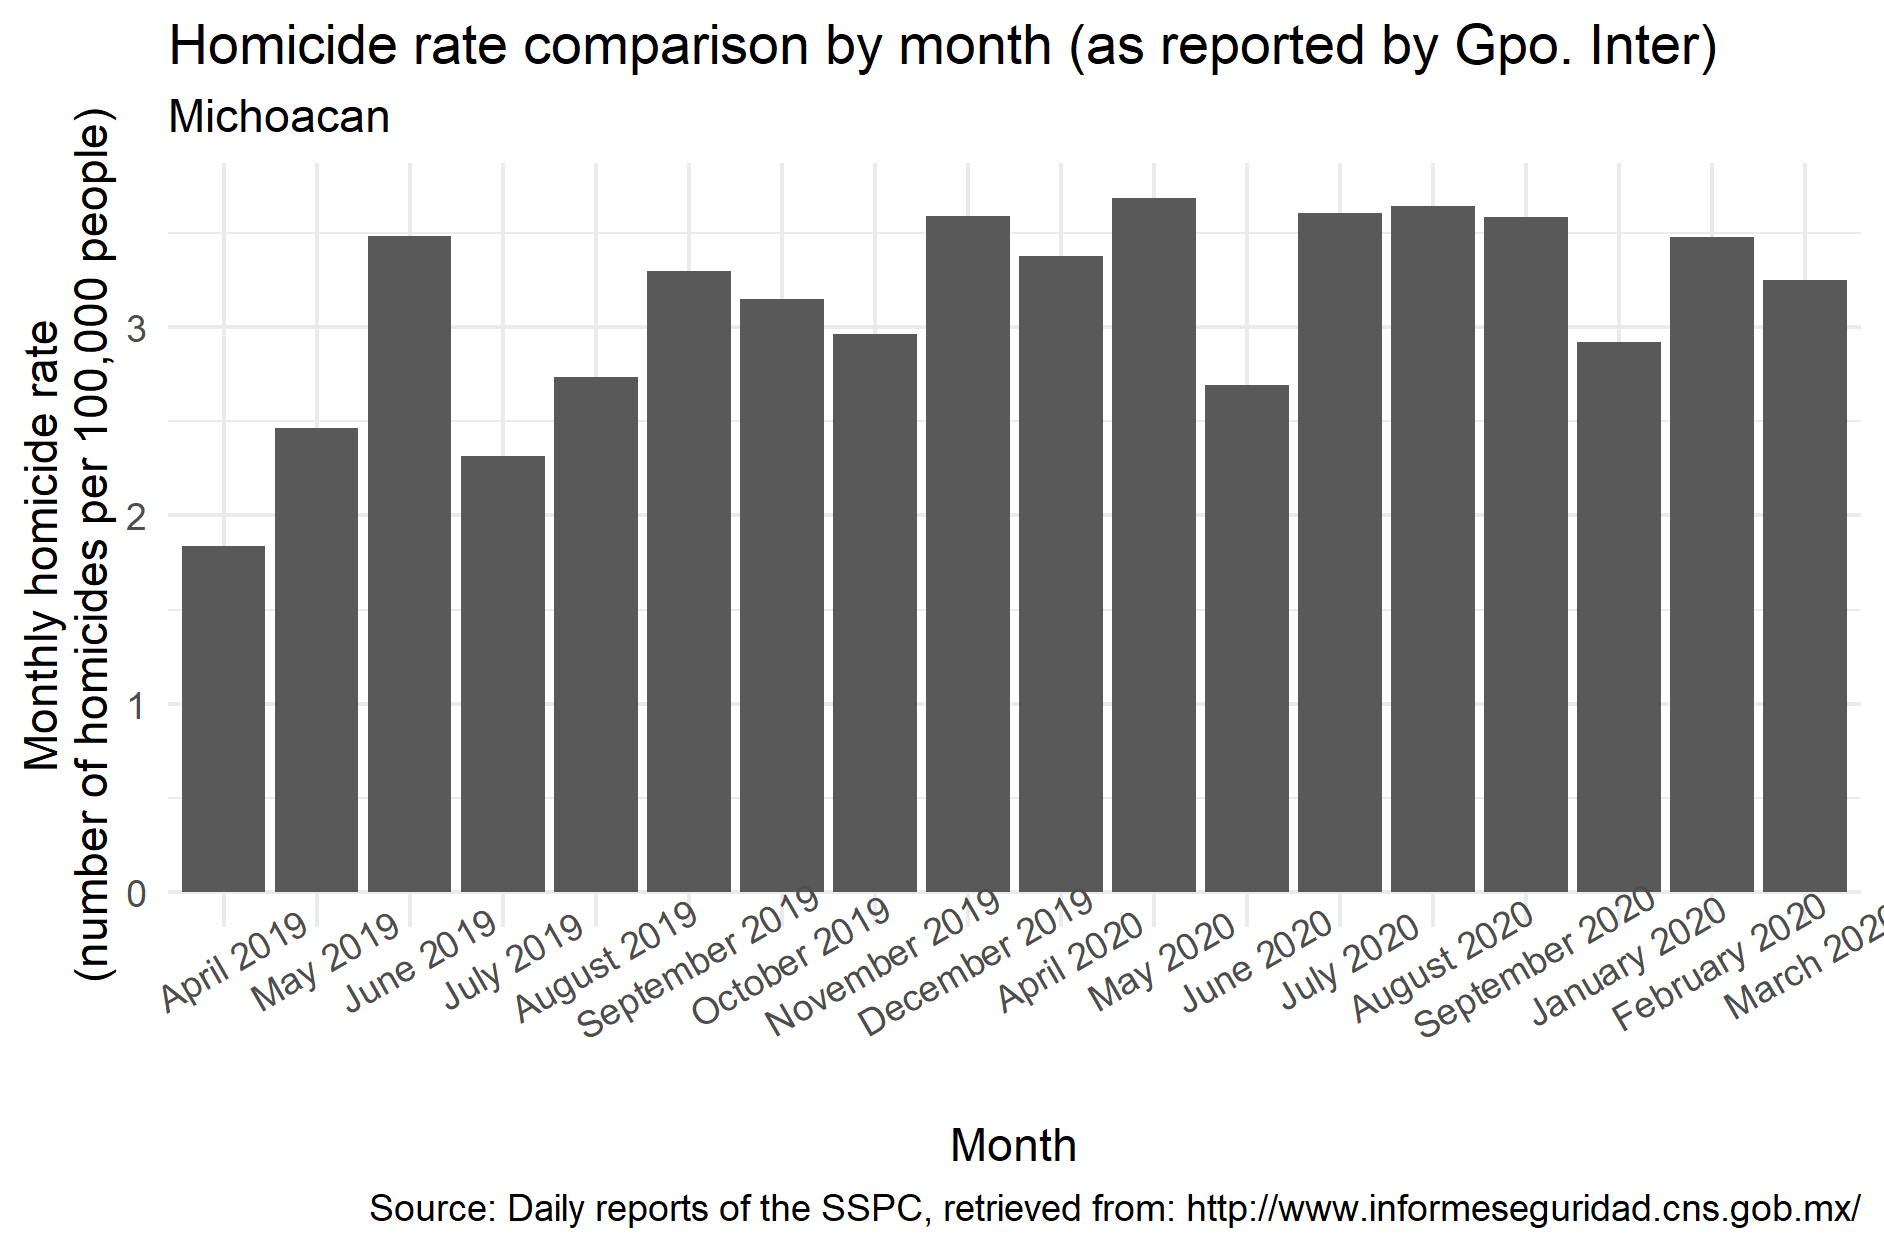 Homicide rate comparison by month (as reported by Gpo. Inter)
Michoacan
Monthly homicide rate
(number of homicides per 100,000 people)
3
2
1
0
April 2019
May 2019
June 2019
July 2019
August 2019
September 2019
October 2019
November 2019
December 2019
April 2020
May 2020
June 2020
July 2020
August 2020
September 2020
January 2020
February 2020
March 2020
Month
Source: Daily reports of the SSPC, retrieved from: http://www.informeseguridad.cns.gob.mx/